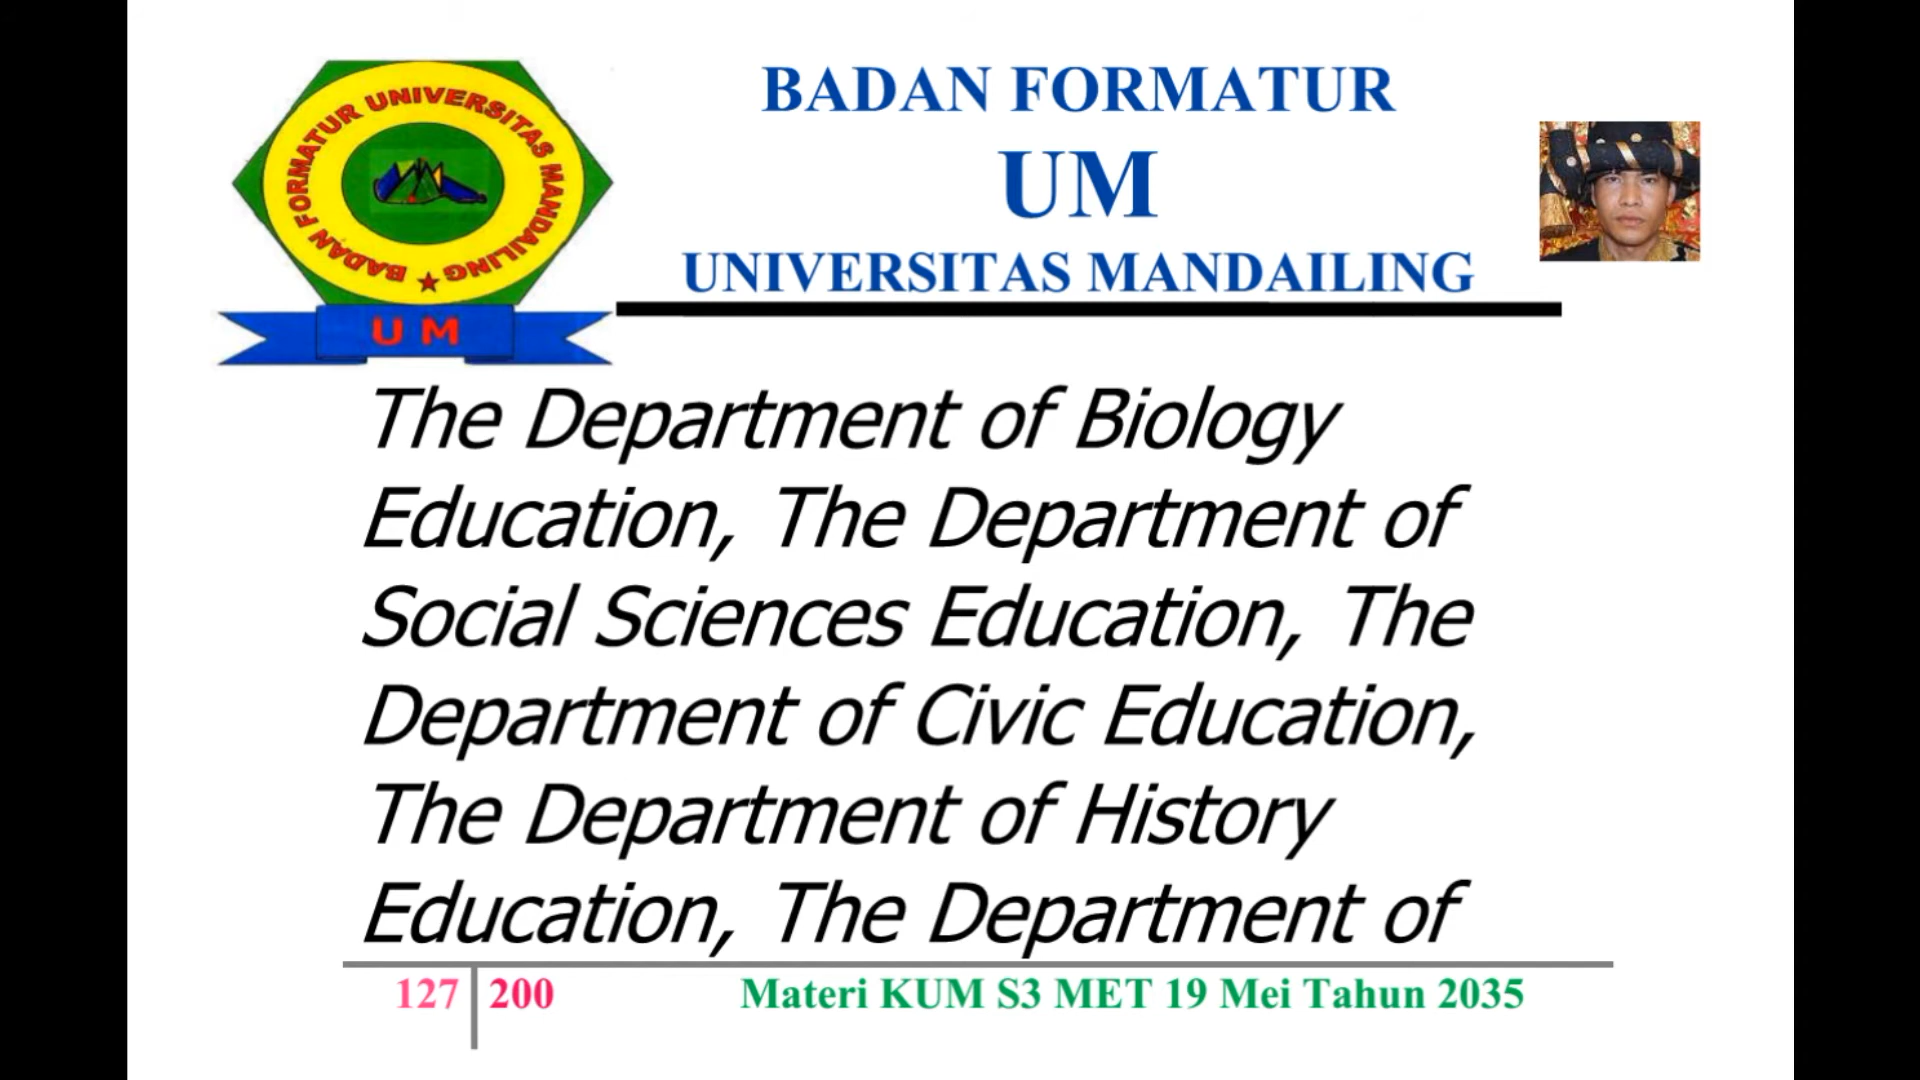 BADAN FORMATUR UNIVERSITAS MANDAILING
U M
BADAN FORMATUR
UM
UNIVERSITAS MANDAILING
The Department of Biology
Education, The Department of
Social Sciences Education, The
Department of Civic Education,
The Department of History
Education, The Department of
127 200 Materi KUM S3 MET 19 Mei Tahun 2035